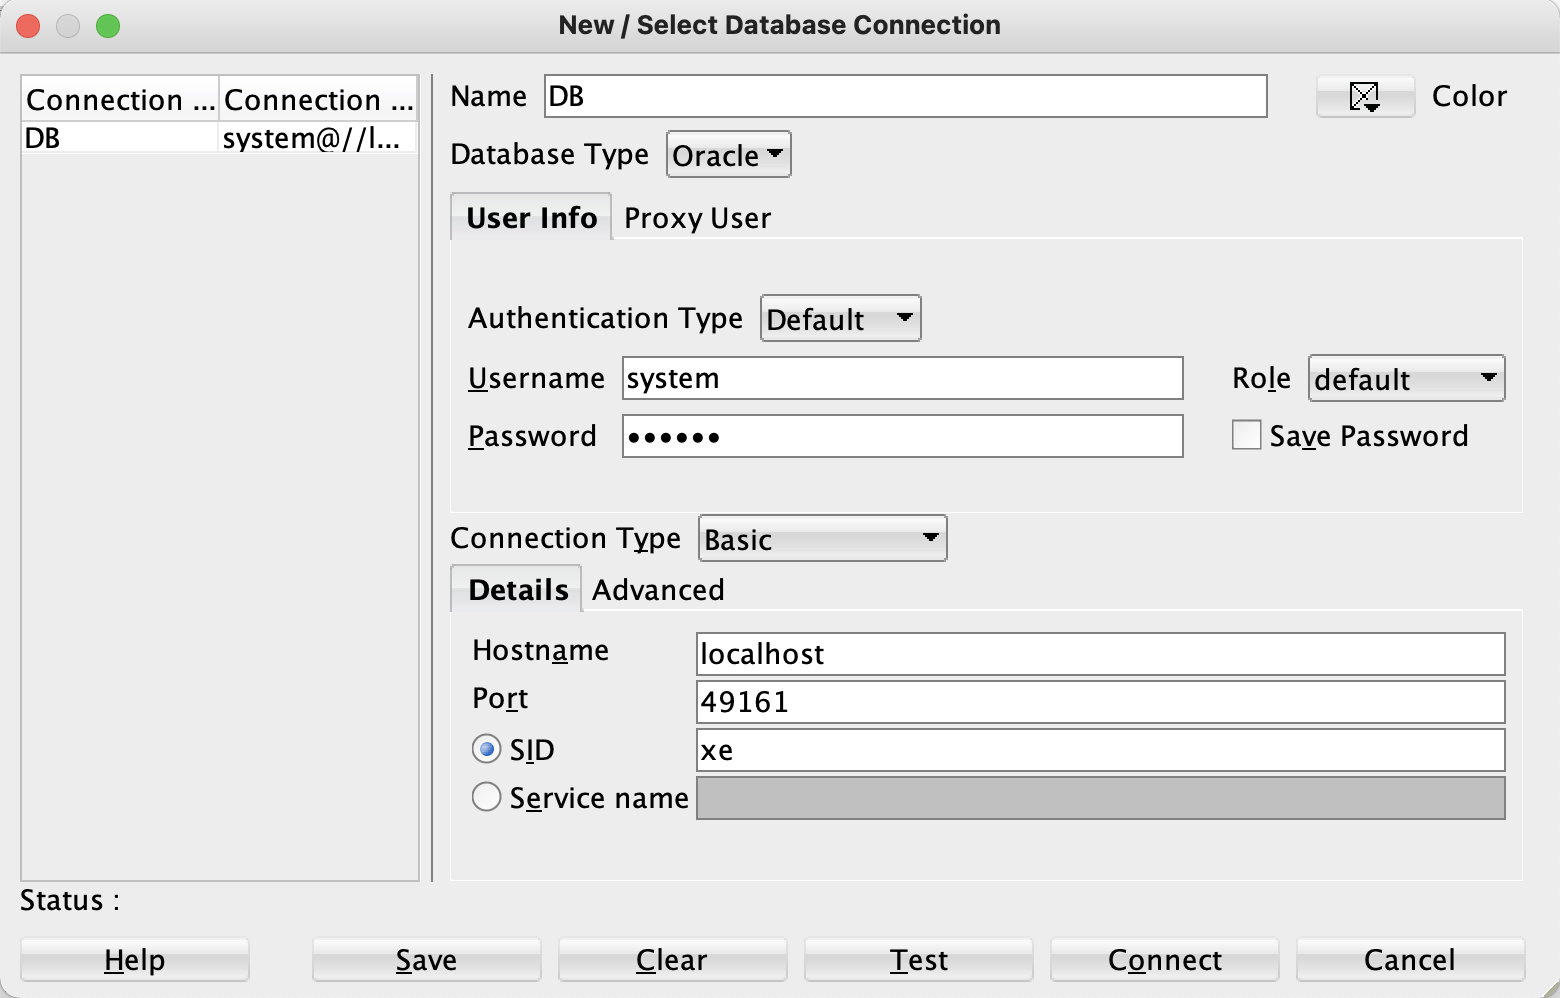 New / Select Database Connection
Connection ... Connection ...
DB system@//l...
Name DB Color
Database Type Oracle
User Info Proxy User
Authentication Type Default
Username system Role default
Password •••••• Save Password
Connection Type Basic
Details Advanced
Hostname localhost
Port 49161
SID xe
Service name
Status :
Help Save Clear Test Connect Cancel